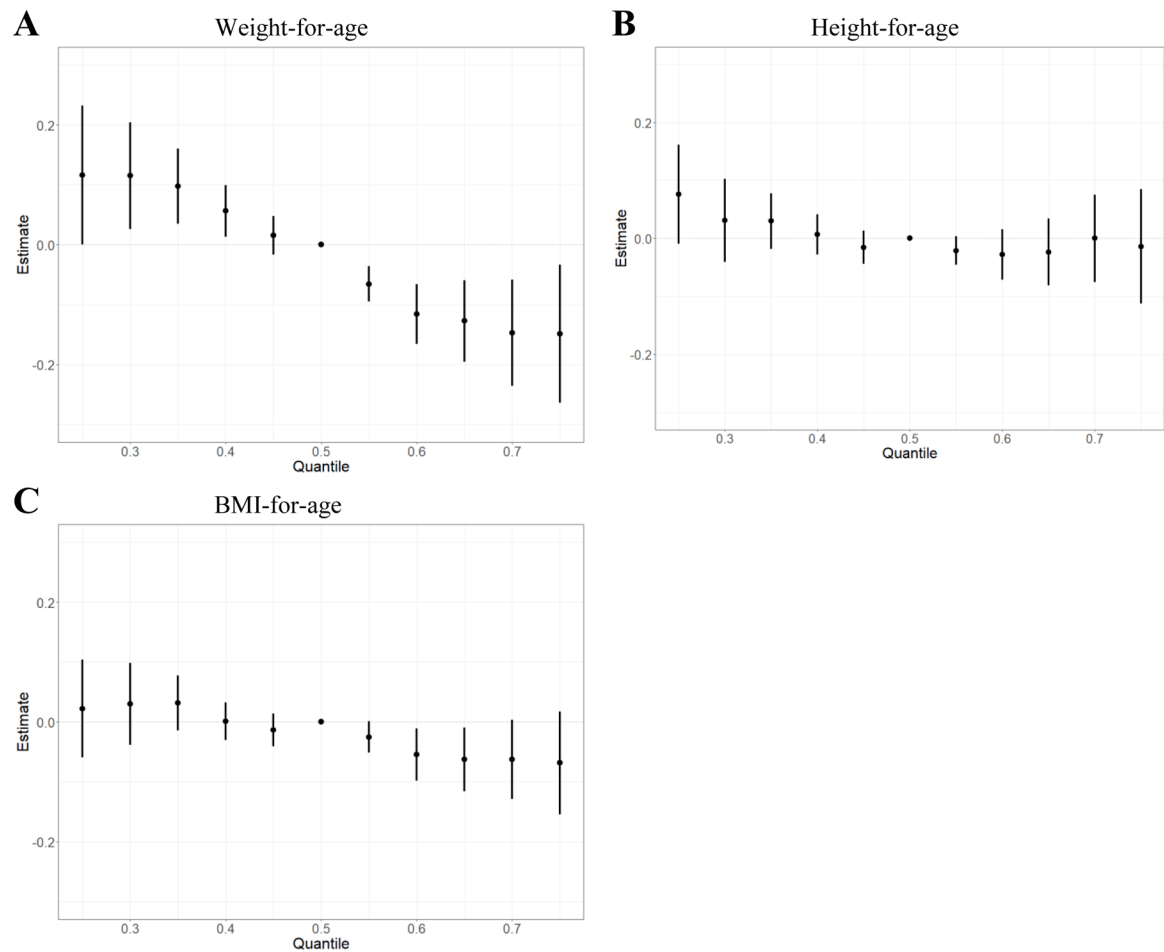 A Weight-for-age
0.2
0.0
-0.2
Estimate
0.3 0.4 0.5 0.6 0.7
Quantile
B Height-for-age
0.2
0.0
-0.2
Estimate
0.3 0.4 0.5 0.6 0.7
Quantile
C BMI-for-age
0.2
0.0
-0.2
Estimate
0.3 0.4 0.5 0.6 0.7
Quantile